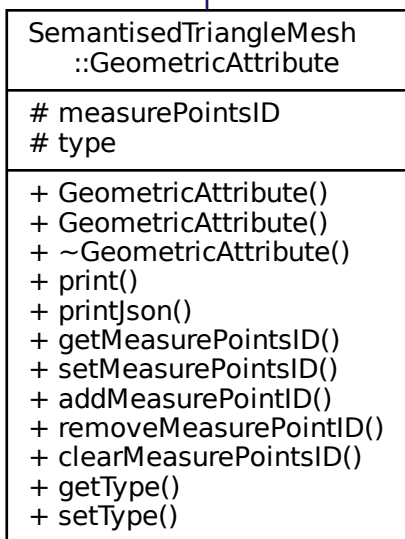 SemantisedTriangleMesh
::GeometricAttribute
# measurePointsID
# type
+ GeometricAttribute()
+ GeometricAttribute()
+ ~GeometricAttribute()
+ print()
+ printJson()
+ getMeasurePointsID()
+ setMeasurePointsID()
+ addMeasurePointID()
+ removeMeasurePointID()
+ clearMeasurePointsID()
+ getType()
+ setType()